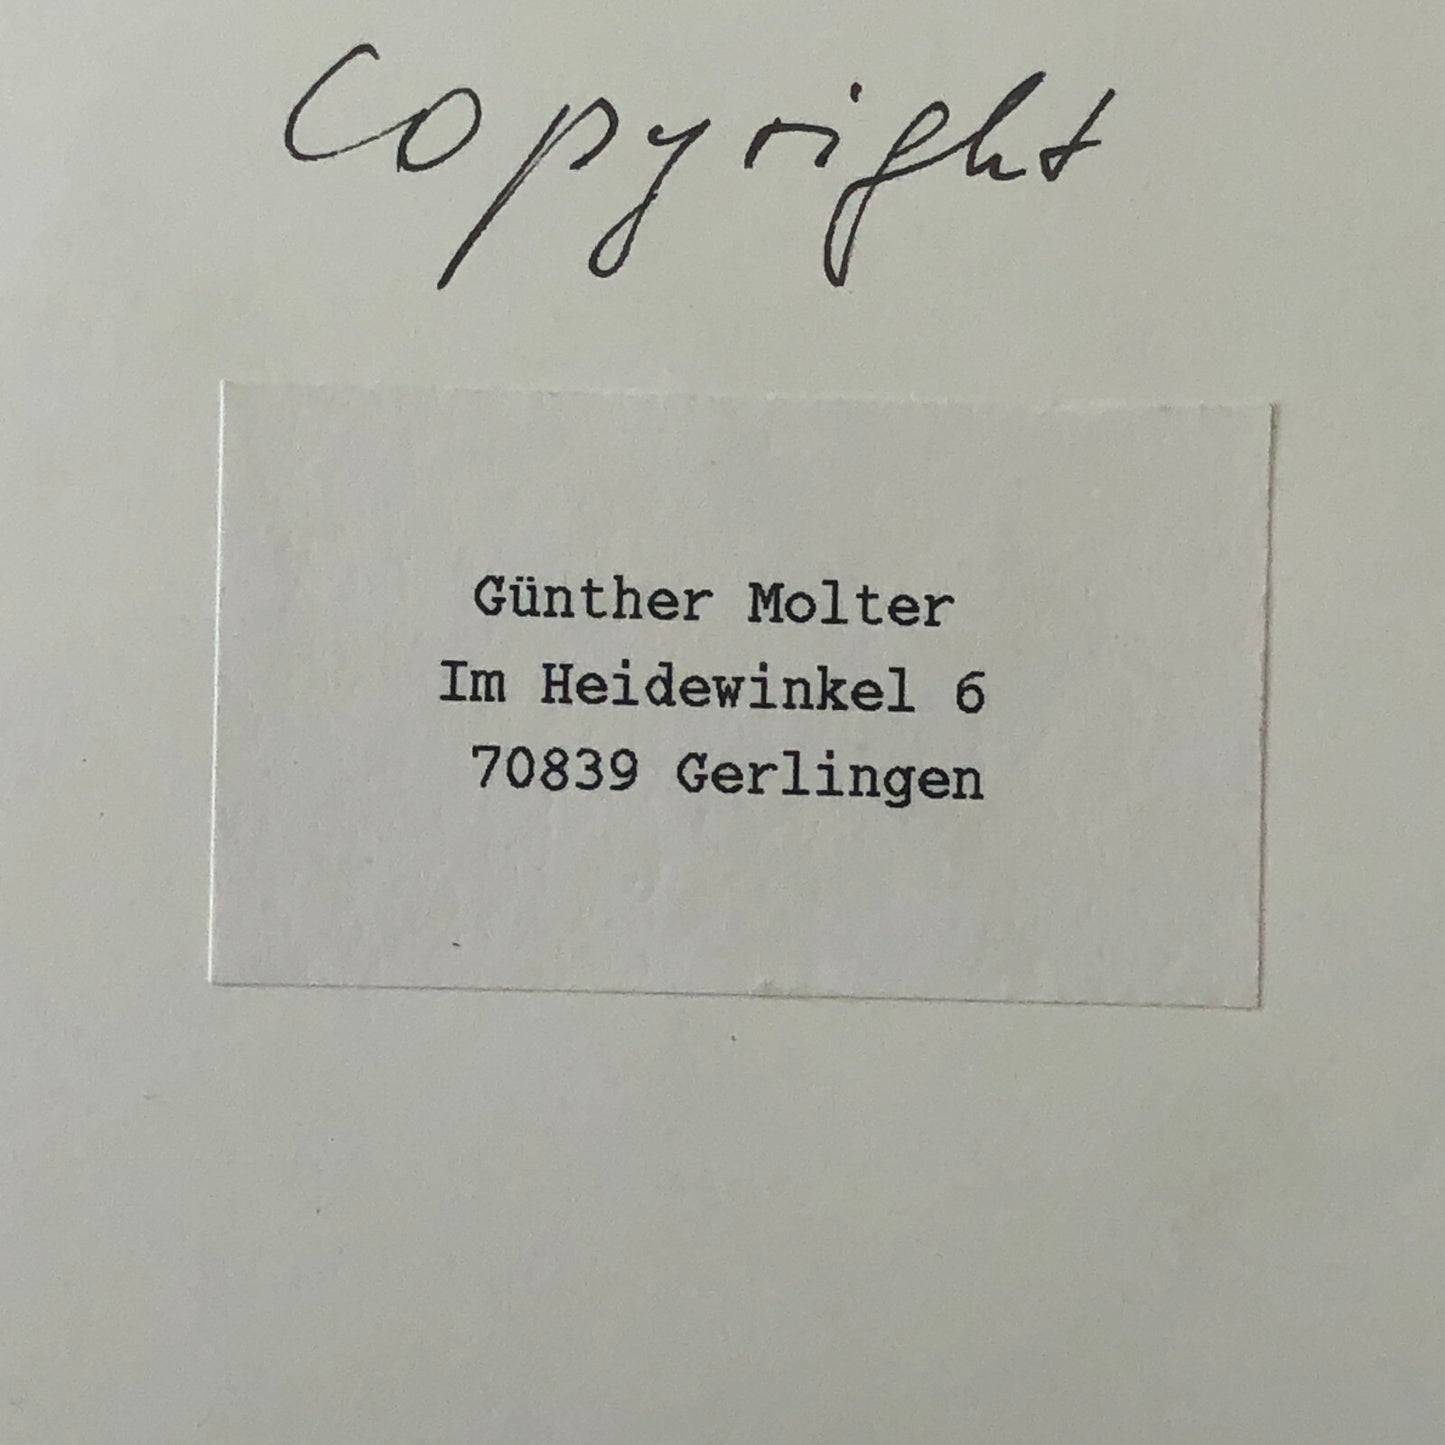 Copyright
Günther Molter
Im Heidewinkel 6
70839 Gerlingen